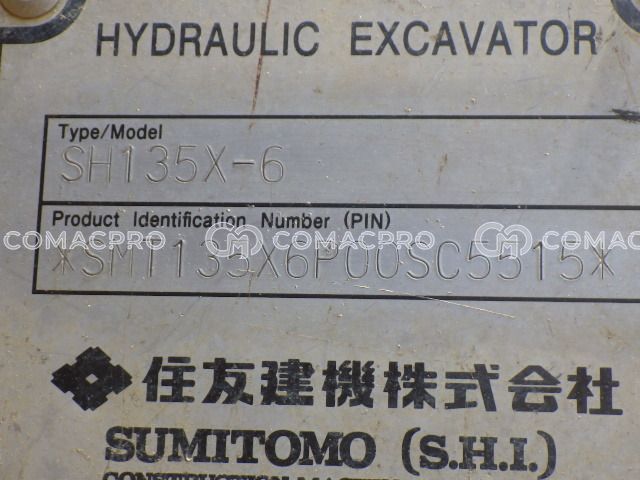 HYDRAULIC EXCAVATOR
Type/Model
SH135X-6
Product Identification Number (PIN)
COMACPRO COMACPRO
*SMT135X6P00SC5515*
住友建機株式会社
SUMITOMO (S.H.I.)